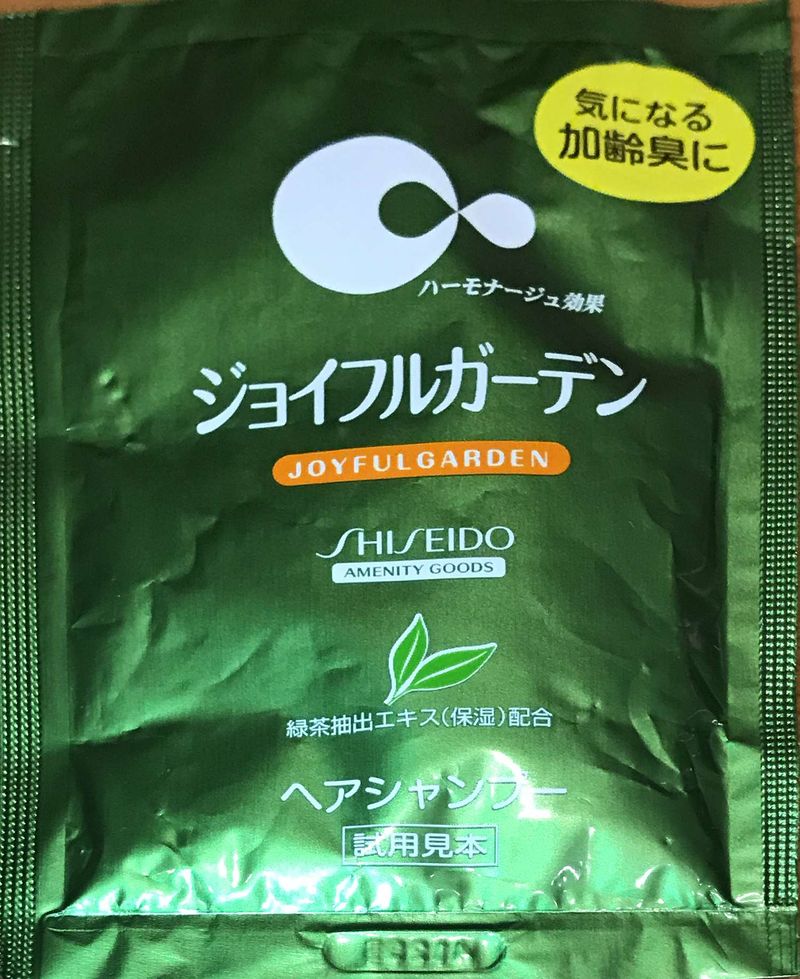 気になる
加齢臭に
ハーモナージュ効果
ジョイフルガーデン
JOYFULGARDEN
SHISEIDO
AMENITY GOODS
緑茶抽出エキス(保湿)配合
ヘアシャンプー
試用見本